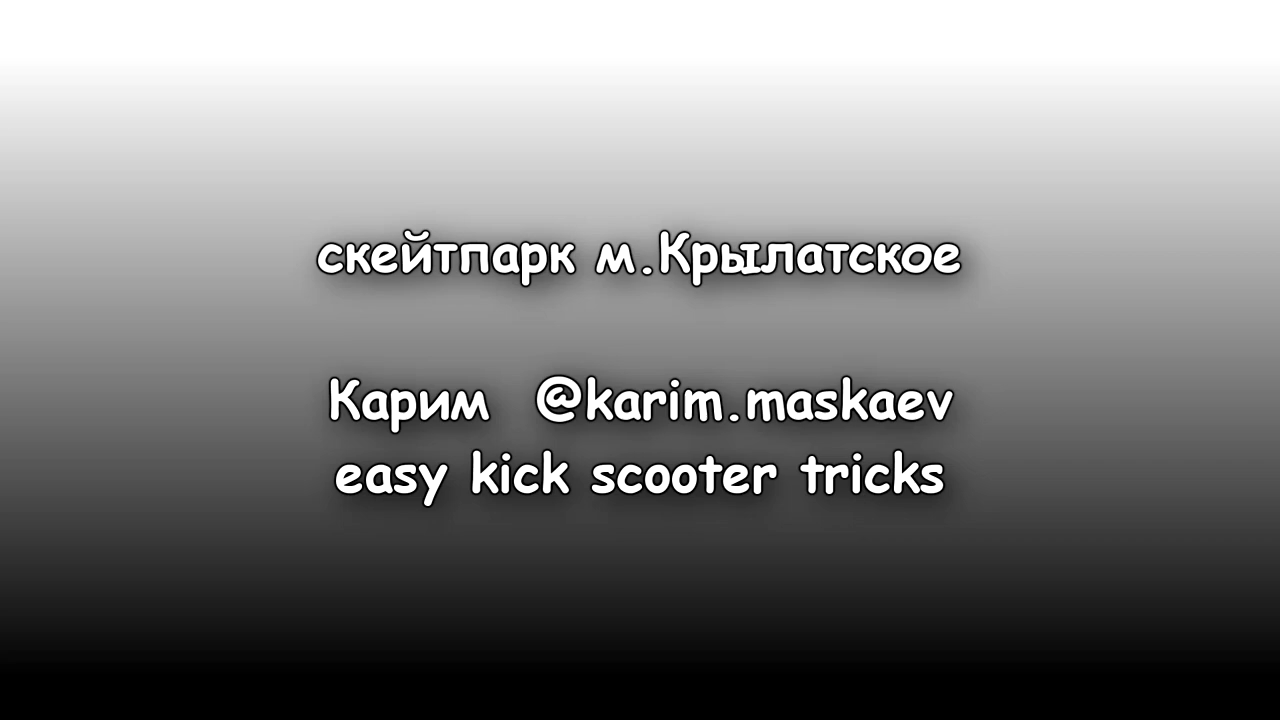 скейтпарк м.Крылатское
Карим @karim.maskaev
easy kick scooter tricks